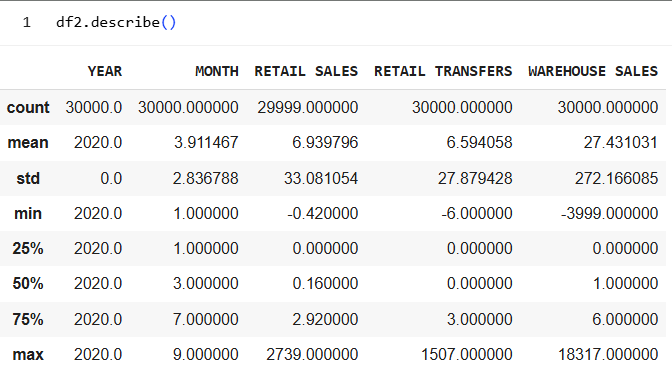 1 df2.describe()
YEAR MONTH RETAIL SALES RETAIL TRANSFERS WAREHOUSE SALES
count 30000.0 30000.000000 29999.000000 30000.000000 30000.000000
mean 2020.0 3.911467 6.939796 6.594058 27.431031
std 0.0 2.836788 33.081054 27.879428 272.166085
min 2020.0 1.000000 -0.420000 -6.000000 -3999.000000
25% 2020.0 1.000000 0.000000 0.000000 0.000000
50% 2020.0 3.000000 0.160000 0.000000 1.000000
75% 2020.0 7.000000 2.920000 3.000000 6.000000
max 2020.0 9.000000 2739.000000 1507.000000 18317.000000